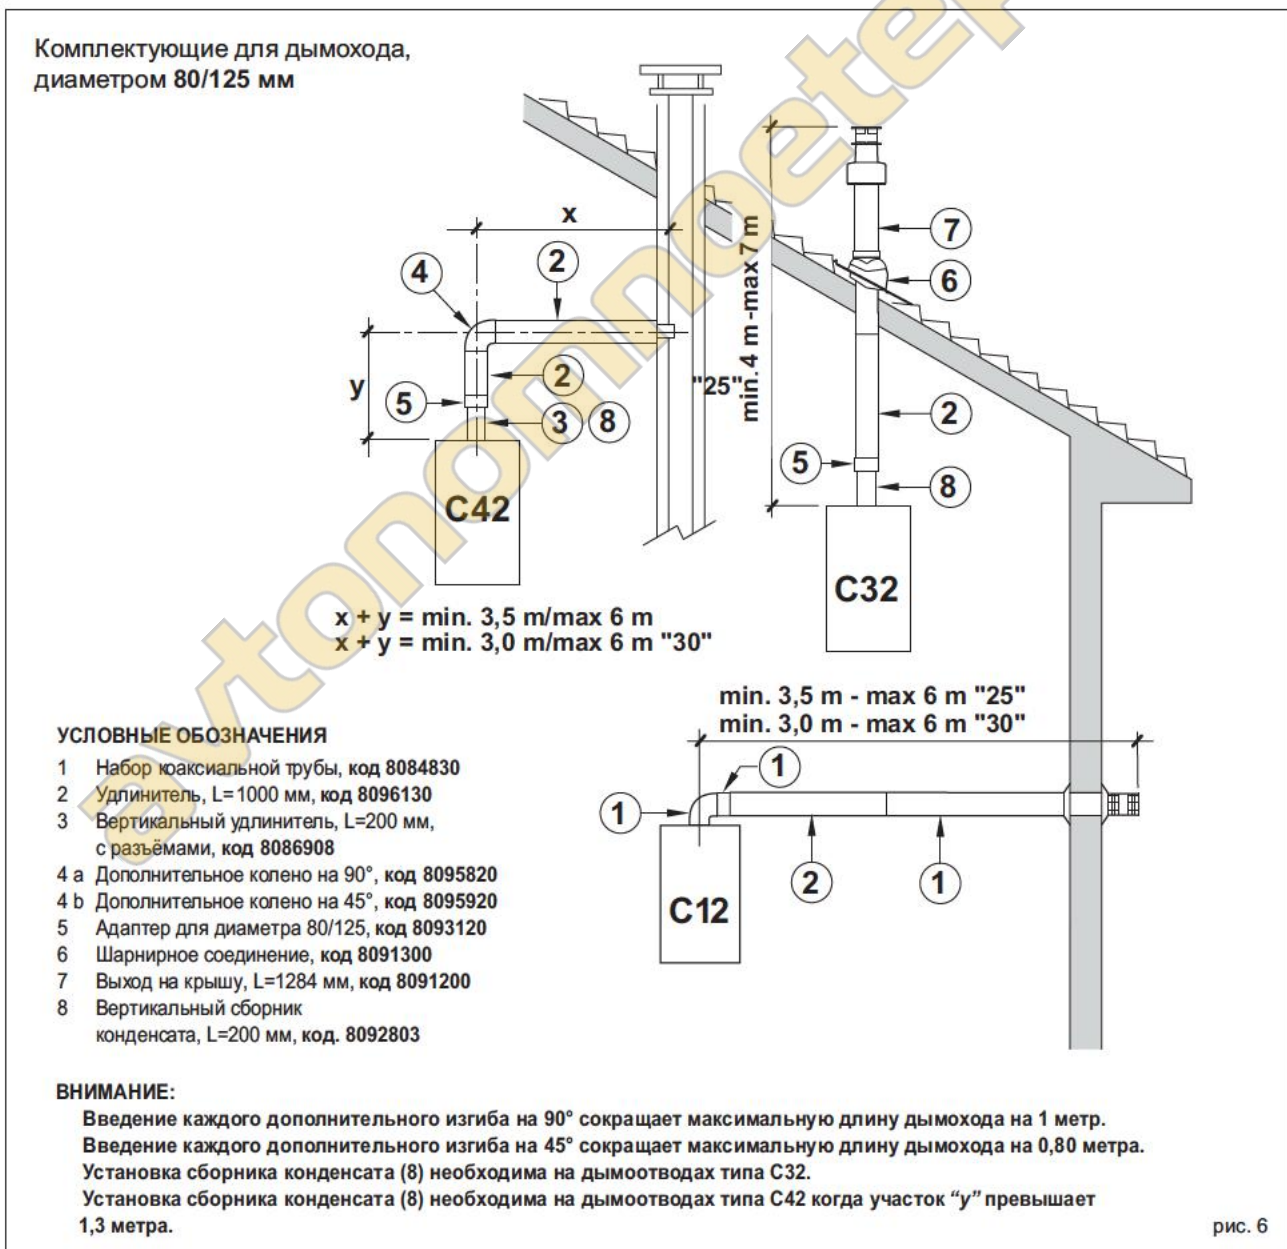 Комплектующие для дымохода,
диаметром 80/125 мм
x
7
4
2
6
min. 4 m -max 7 m
y
2
"25"
5
3
8
2
5
8
C42
C32
x + y = min. 3,5 m/max 6 m
x + y = min. 3,0 m/max 6 m "30"
min. 3,5 m - max 6 m "25"
min. 3,0 m - max 6 m "30"
1
1
2
1
C12
УСЛОВНЫЕ ОБОЗНАЧЕНИЯ
1 Набор коаксиальной трубы, код 8084830
2 Удлинитель, L=1000 мм, код 8096130
3 Вертикальный удлинитель, L=200 мм,
с разъёмами, код 8086908
4 a Дополнительное колено на 90°, код 8095820
4 b Дополнительное колено на 45°, код 8095920
5 Адаптер для диаметра 80/125, код 8093120
6 Шарнирное соединение, код 8091300
7 Выход на крышу, L=1284 мм, код 8091200
8 Вертикальный сборник
конденсата, L=200 мм, код. 8092803
ВНИМАНИЕ:
Введение каждого дополнительного изгиба на 90° сокращает максимальную длину дымохода на 1 метр.
Введение каждого дополнительного изгиба на 45° сокращает максимальную длину дымохода на 0,80 метра.
Установка сборника конденсата (8) необходима на дымоотводах типа С32.
Установка сборника конденсата (8) необходима на дымоотводах типа С42 когда участок “y” превышает
1,3 метра.
рис. 6